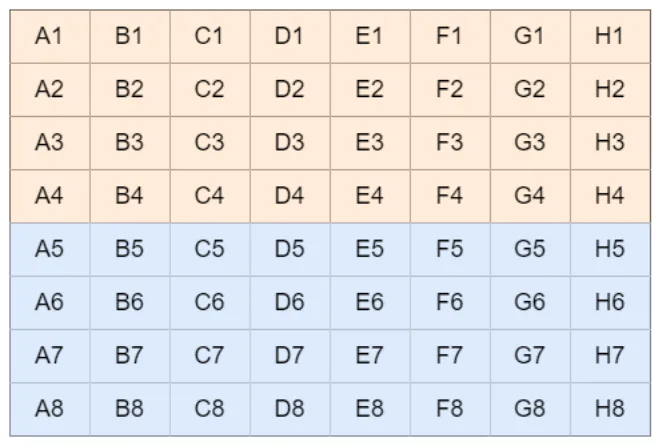 A1 B1 C1 D1 E1 F1 G1 H1
A2 B2 C2 D2 E2 F2 G2 H2
A3 B3 C3 D3 E3 F3 G3 H3
A4 B4 C4 D4 E4 F4 G4 H4
A5 B5 C5 D5 E5 F5 G5 H5
A6 B6 C6 D6 E6 F6 G6 H6
A7 B7 C7 D7 E7 F7 G7 H7
A8 B8 C8 D8 E8 F8 G8 H8